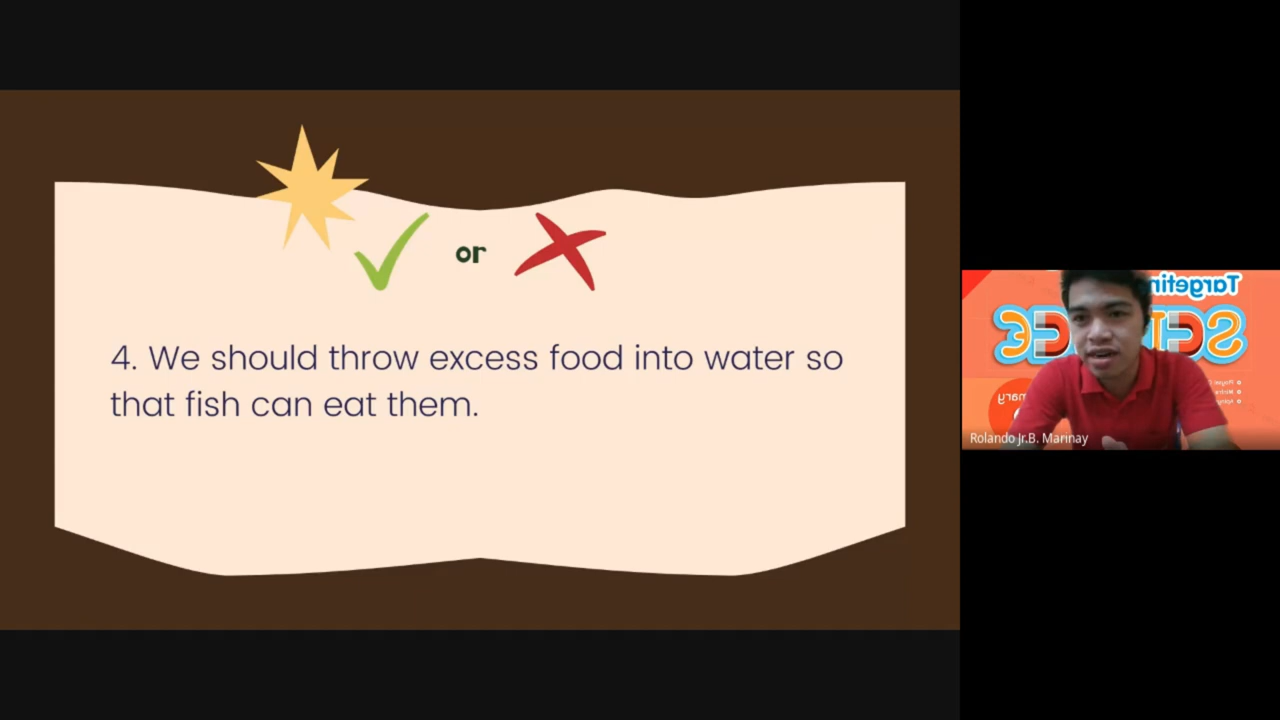 or
4. We should throw excess food into water so
that fish can eat them.
Targeting
Rolando Jr.B. Marinay